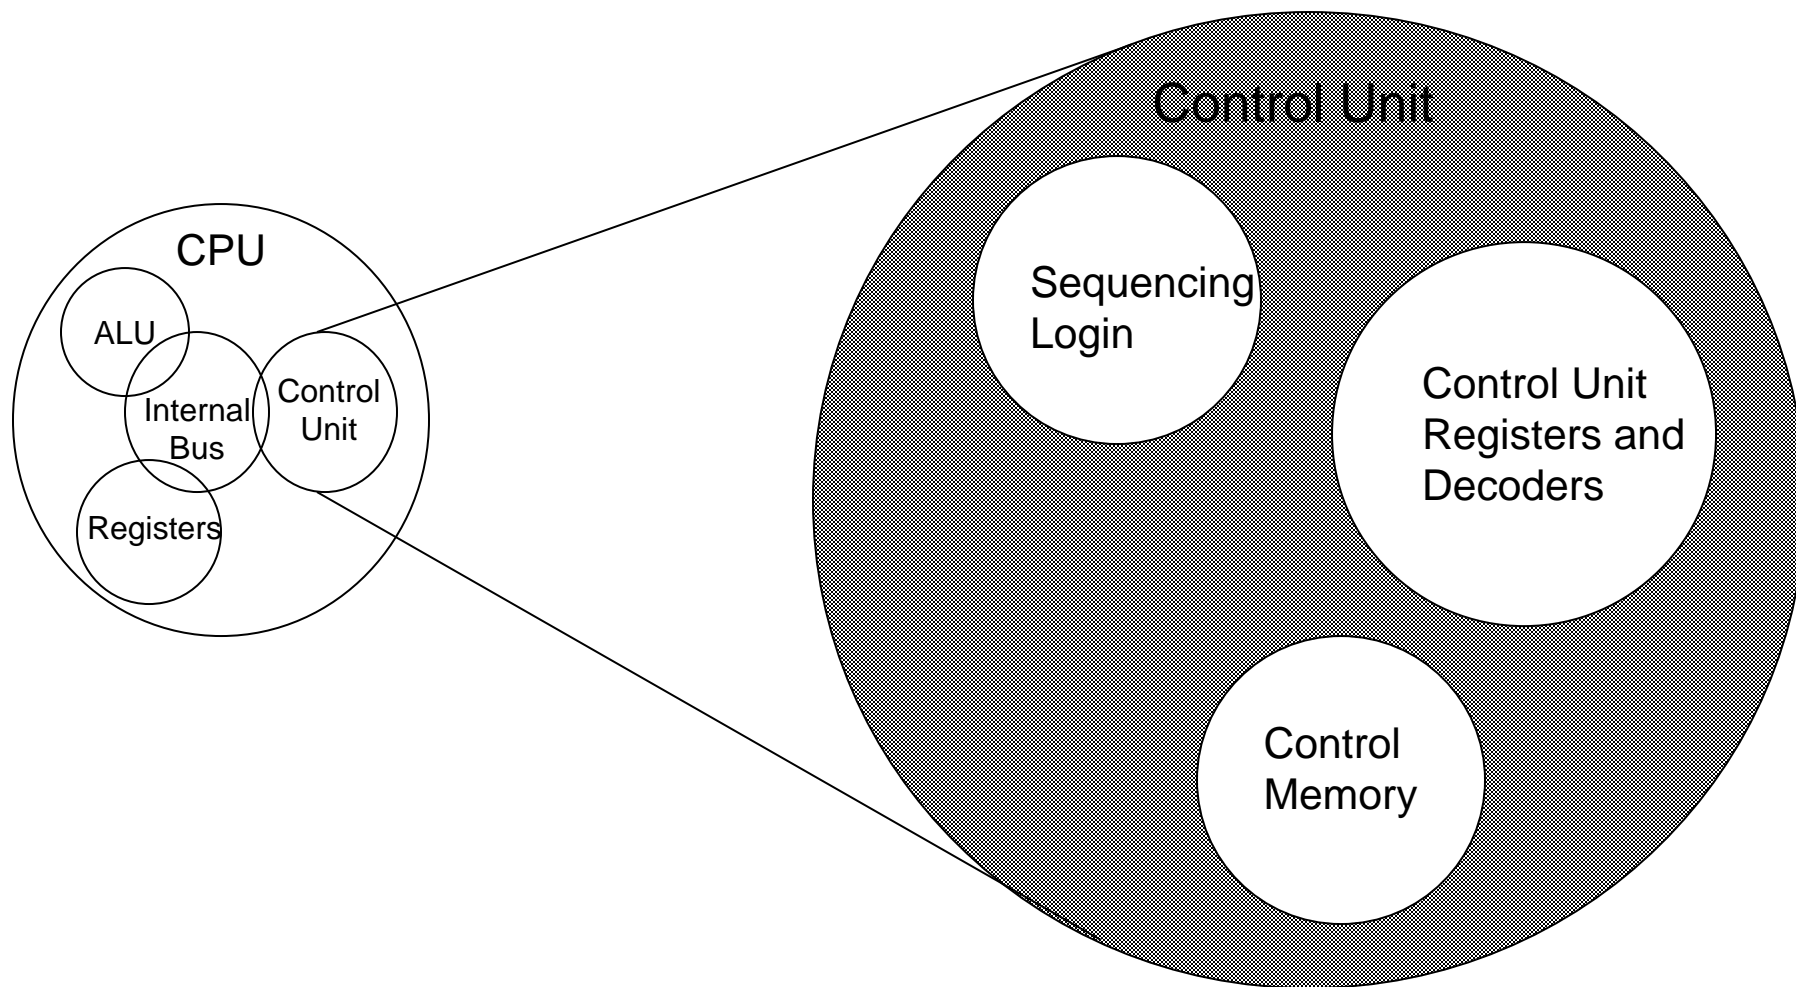 CPU
ALU
Internal
Bus
Control
Unit
Registers
Control Unit
Sequencing
Login
Control Unit
Registers and
Decoders
Control
Memory